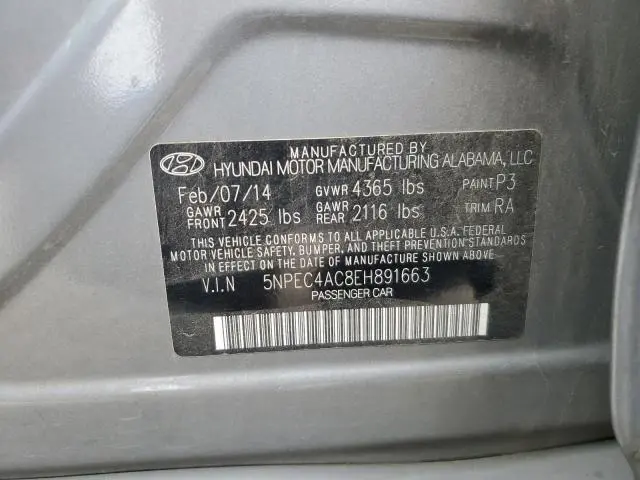 MANUFACTURED BY
HYUNDAI MOTOR MANUFACTURING ALABAMA, LLC
Feb/07/14 GVWR 4365 lbs PAINT P3
GAWR FRONT 2425 lbs GAWR REAR 2116 lbs TRIM RA
THIS VEHICLE CONFORMS TO ALL APPLICABLE U.S.A. FEDERAL
MOTOR VEHICLE SAFETY, BUMPER, AND THEFT PREVENTION STANDARDS
IN EFFECT ON THE DATE OF MANUFACTURE SHOWN ABOVE.
V.I.N 5NPEC4AC8EH891663
PASSENGER CAR